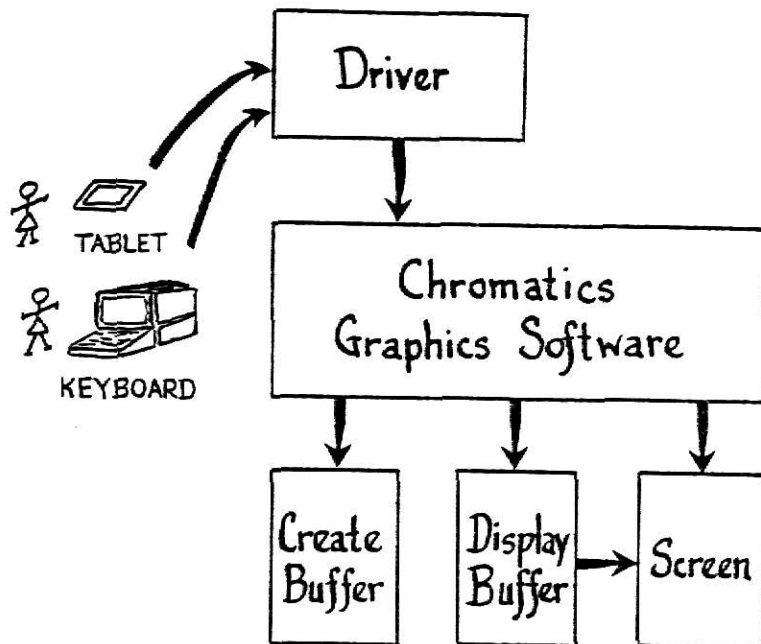 Driver
TABLET
KEYBOARD
Chromatics
Graphics Software
Create
Buffer
Display
Buffer
Screen